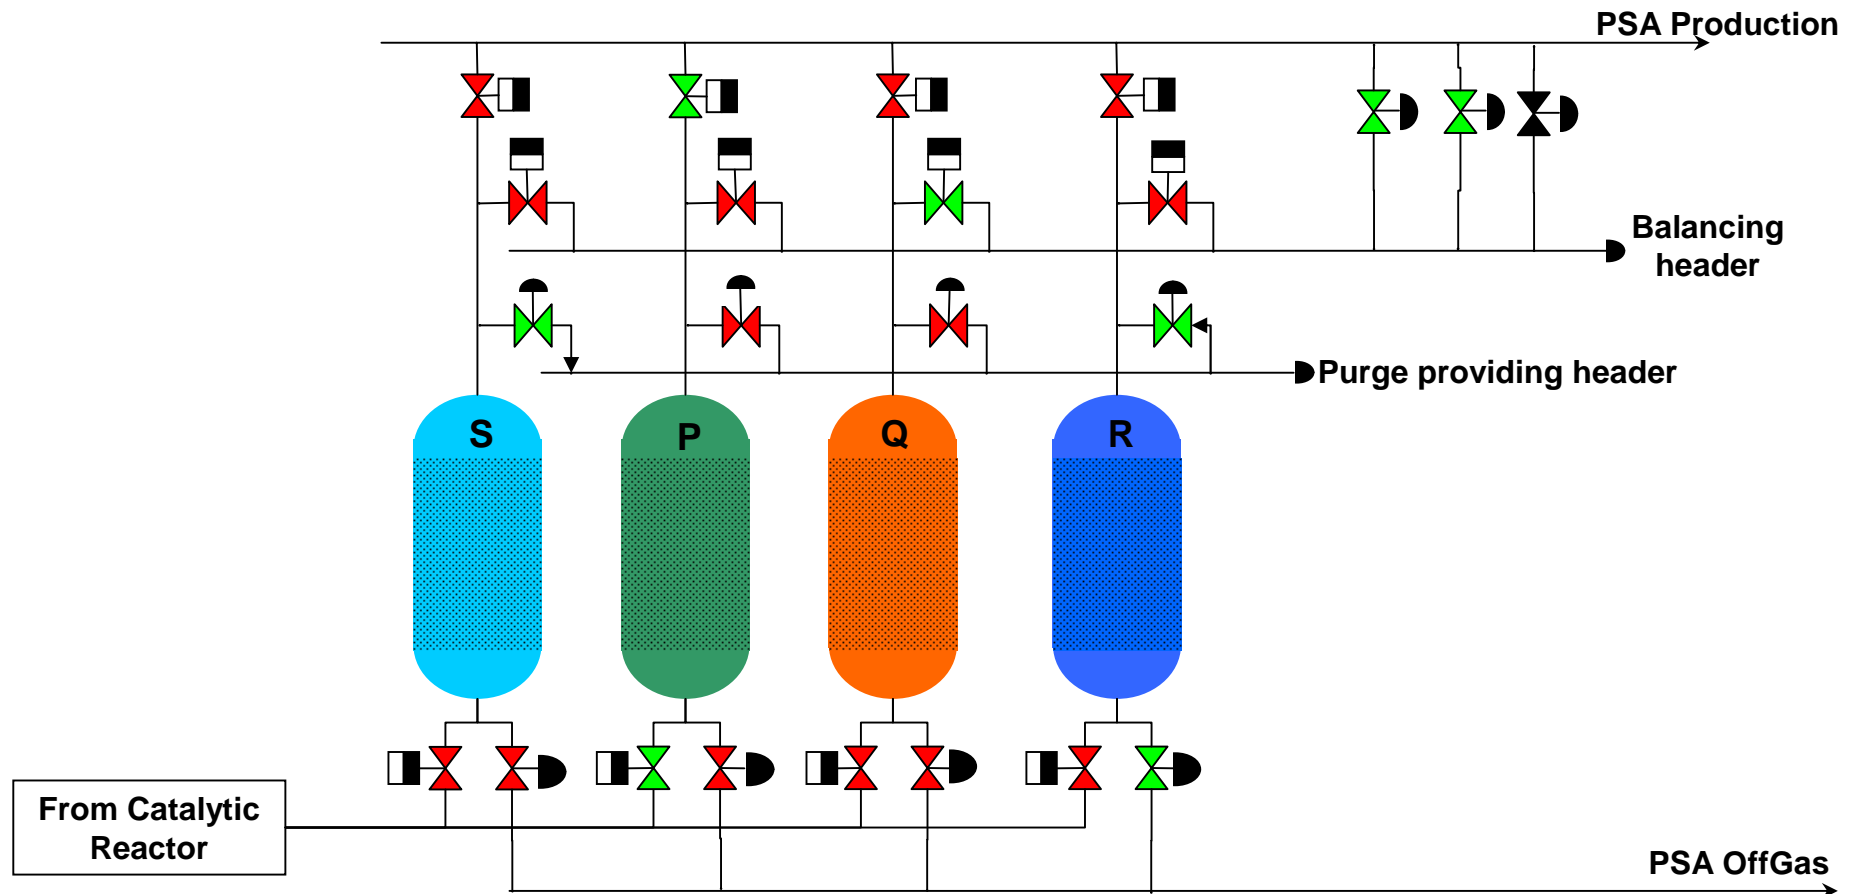 PSA Production
Balancing
header
Purge providing header
S
P
Q
R
From Catalytic
Reactor
PSA OffGas